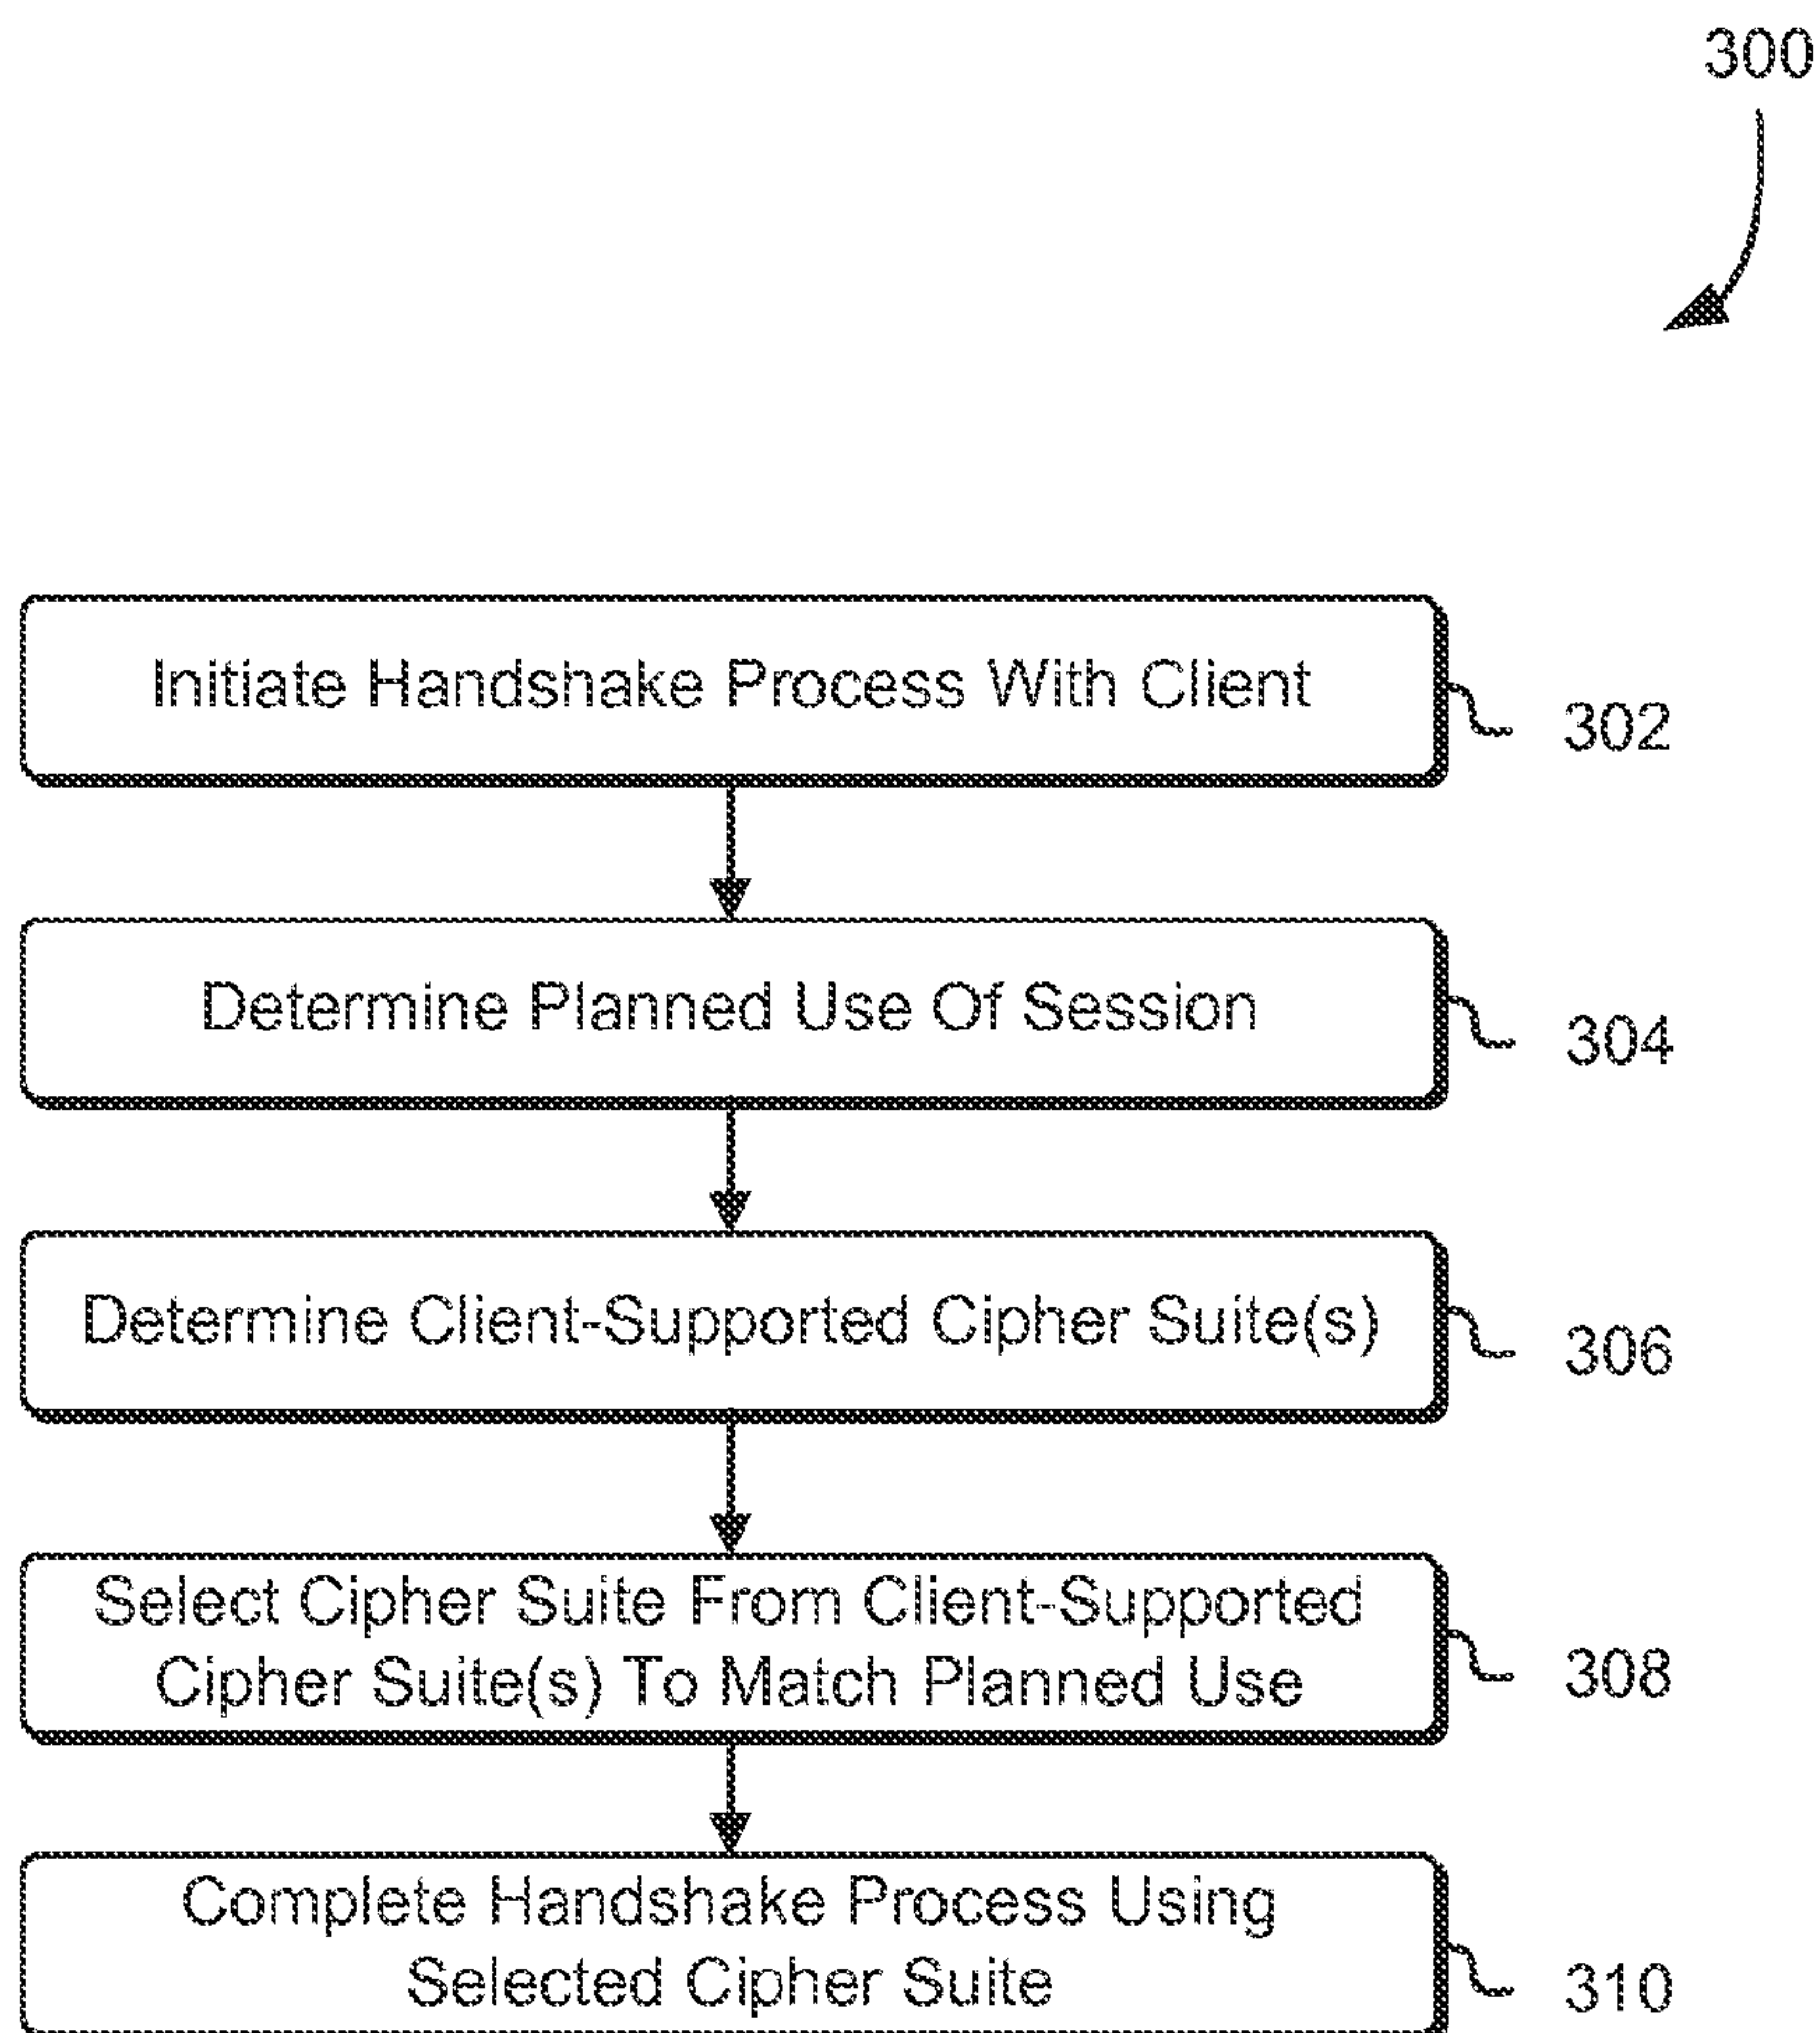 300
Initiate Handshake Process With Client
302
Determine Planned Use Of Session
304
Determine Client-Supported Cipher Suite(s)
306
Select Cipher Suite From Client-Supported
Cipher Suite(s) To Match Planned Use
308
Complete Handshake Process Using
Selected Cipher Suite
310